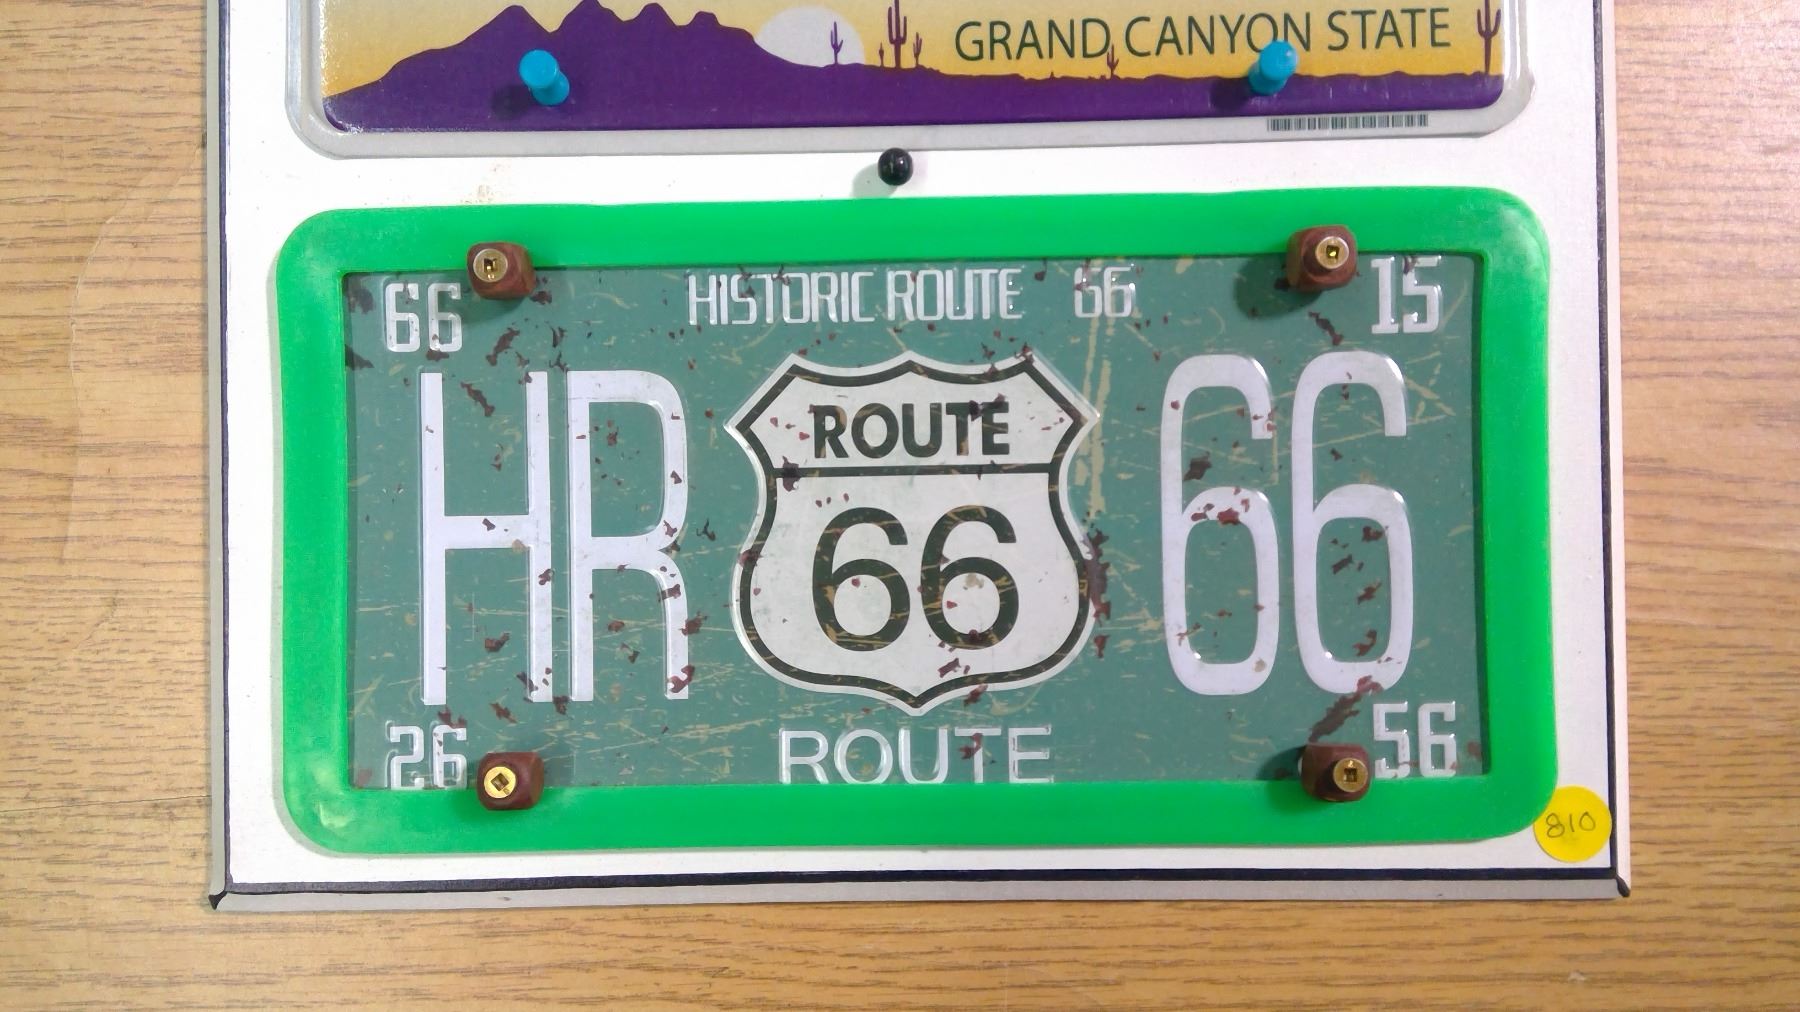 GRAND CANYON STATE
66 HISTORIC ROUTE 66 15
HR ROUTE 66 66
26 ROUTE 56
810